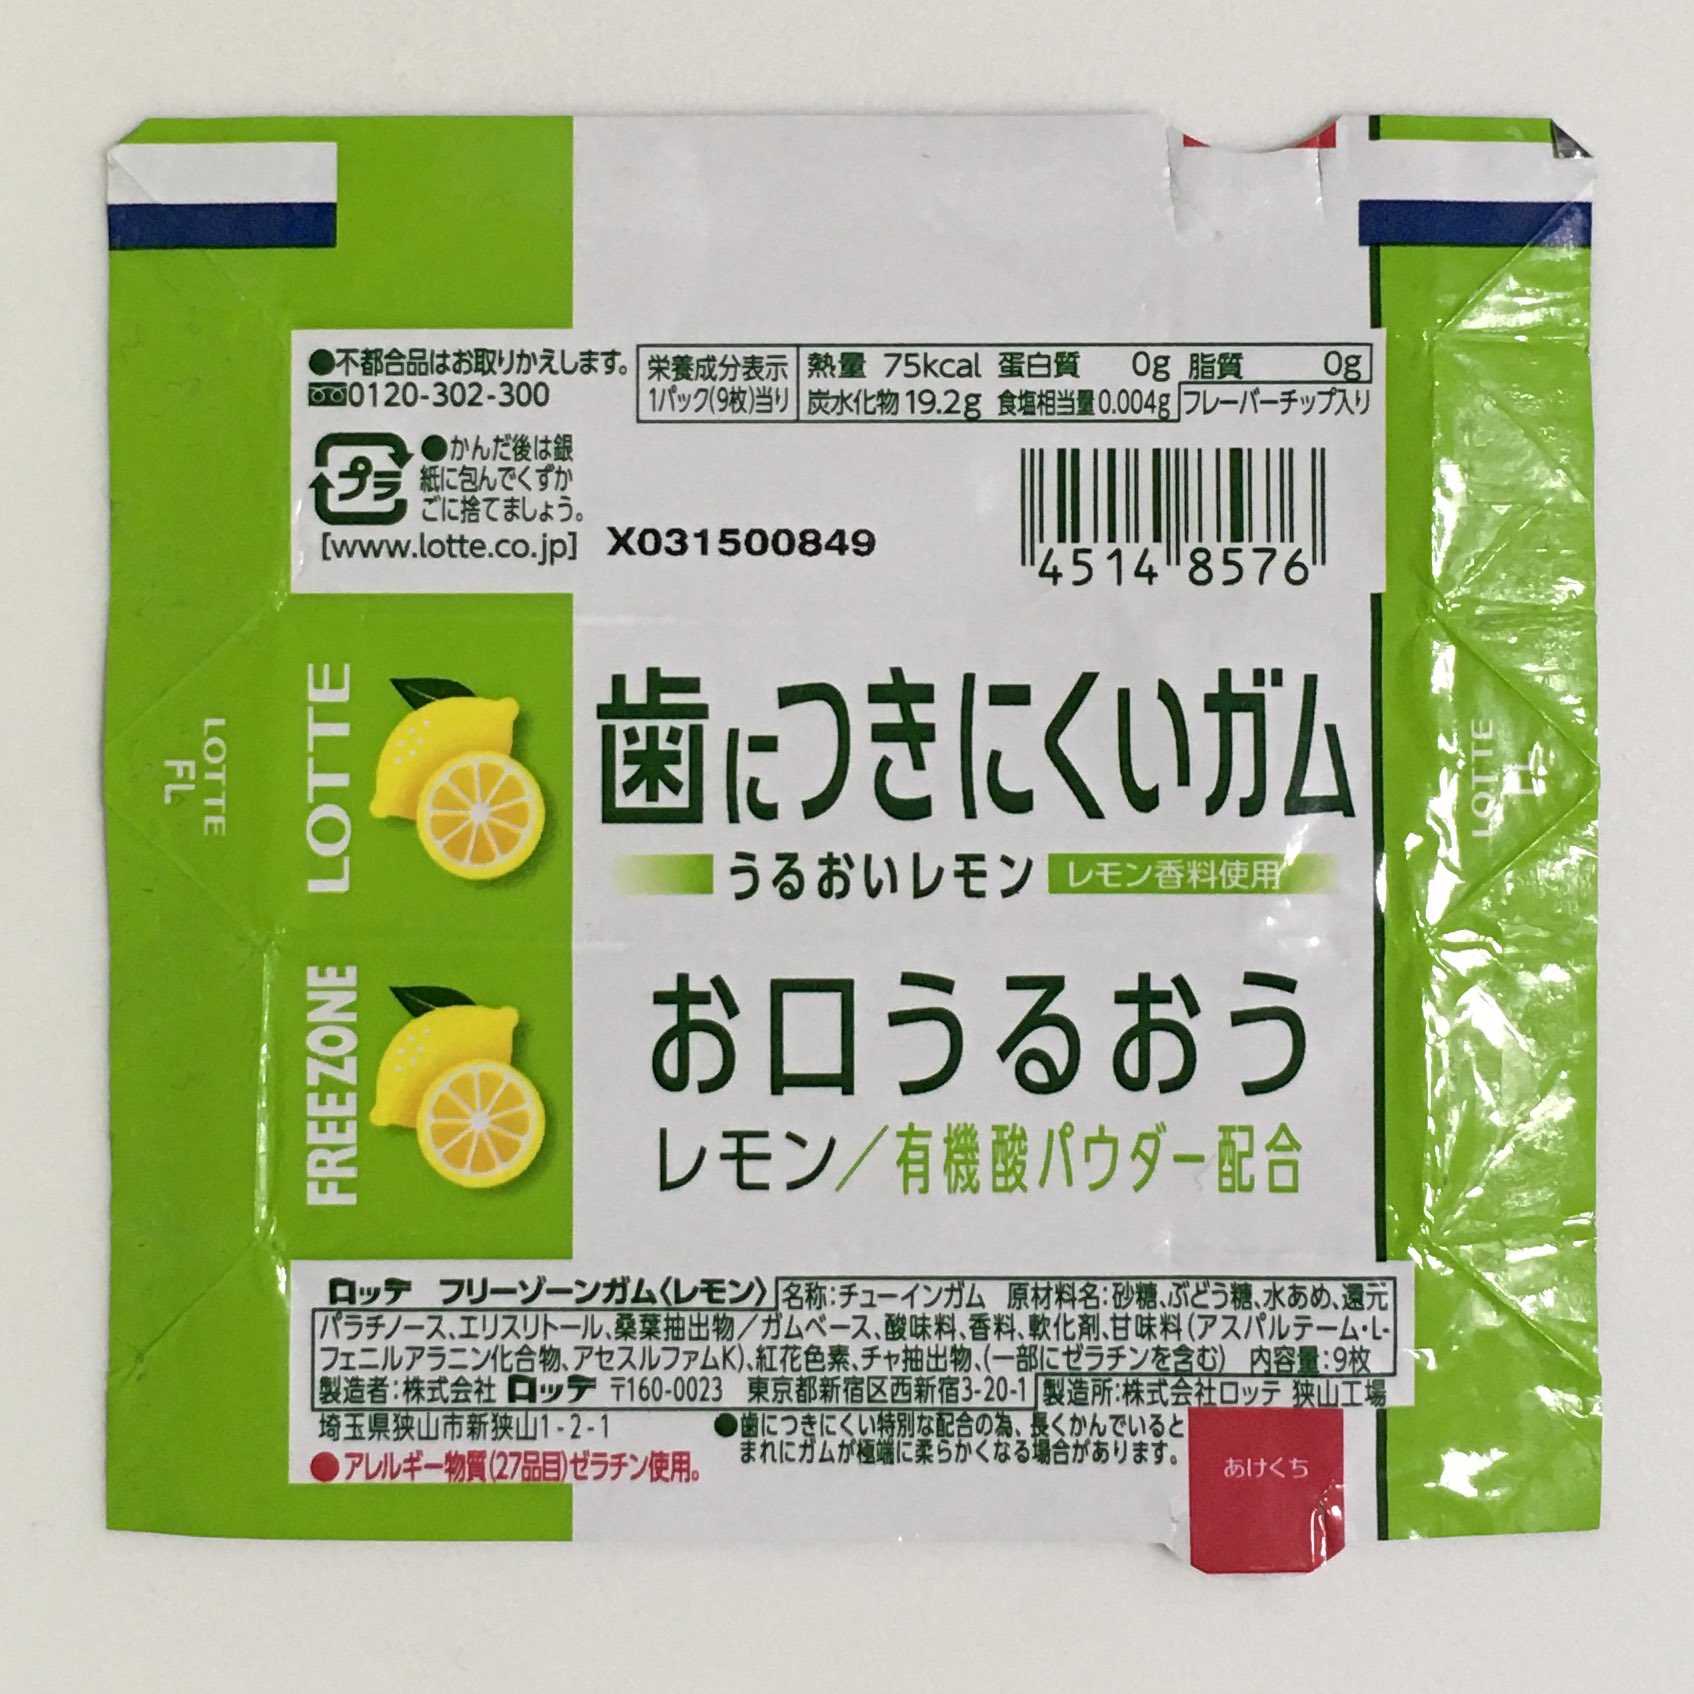 ●不都合品はお取りかえします。
0120-302-300
栄養成分表示
1パック(9枚)当り
熱量 75kcal 蛋白質 0g 脂質 0g
炭水化物19.2g 食塩相当量0.004g
フレーバーチップ入り
プラ
●かんだ後は銀
紙に包んでくずか
ごに捨てましょう。
[www.lotte.co.jp]
X031500849
4514 8576
LOTTE
歯につきにくいガム
うるおいレモン レモン香料使用
LOTTE
FL
LOTTE
FL
FREEZONE
お口うるおう
レモン/有機酸パウダー配合
ロッテ フリーゾーンガム〈レモン〉 名称:チューインガム 原材料名:砂糖、ぶどう糖、水あめ、還元
パラチノース、エリスリトール、桑葉抽出物/ガムベース、酸味料、香料、軟化剤、甘味料(アスパルテーム・L-
フェニルアラニン化合物、アセスルファムK)、紅花色素、チャ抽出物、(一部にゼラチンを含む) 内容量:9枚
製造者:株式会社 ロッテ 〒160-0023 東京都新宿区西新宿3-20-1 製造所:株式会社ロッテ 狭山工場
埼玉県狭山市新狭山1-2-1
●アレルギー物質(27品目)ゼラチン使用。
●歯につきにくい特別な配合の為、長くかんでいると
まれにガムが極端に柔らかくなる場合があります。
あけくち